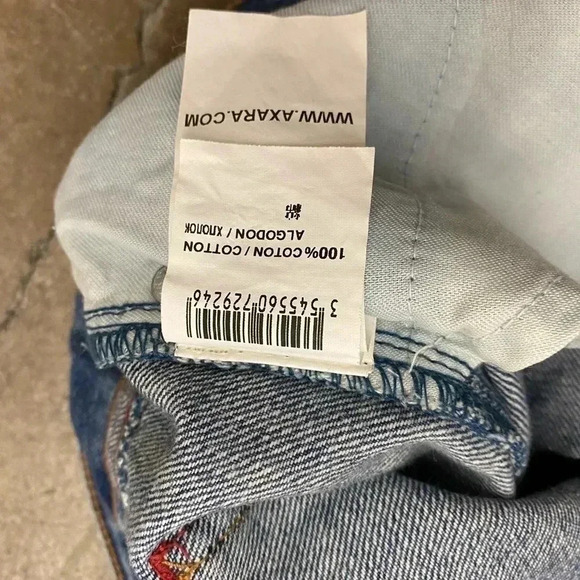 WWW.AXARA.COM
3 545560 729246
100% COTON / COTTON
ALGODON / ХЛОПОК